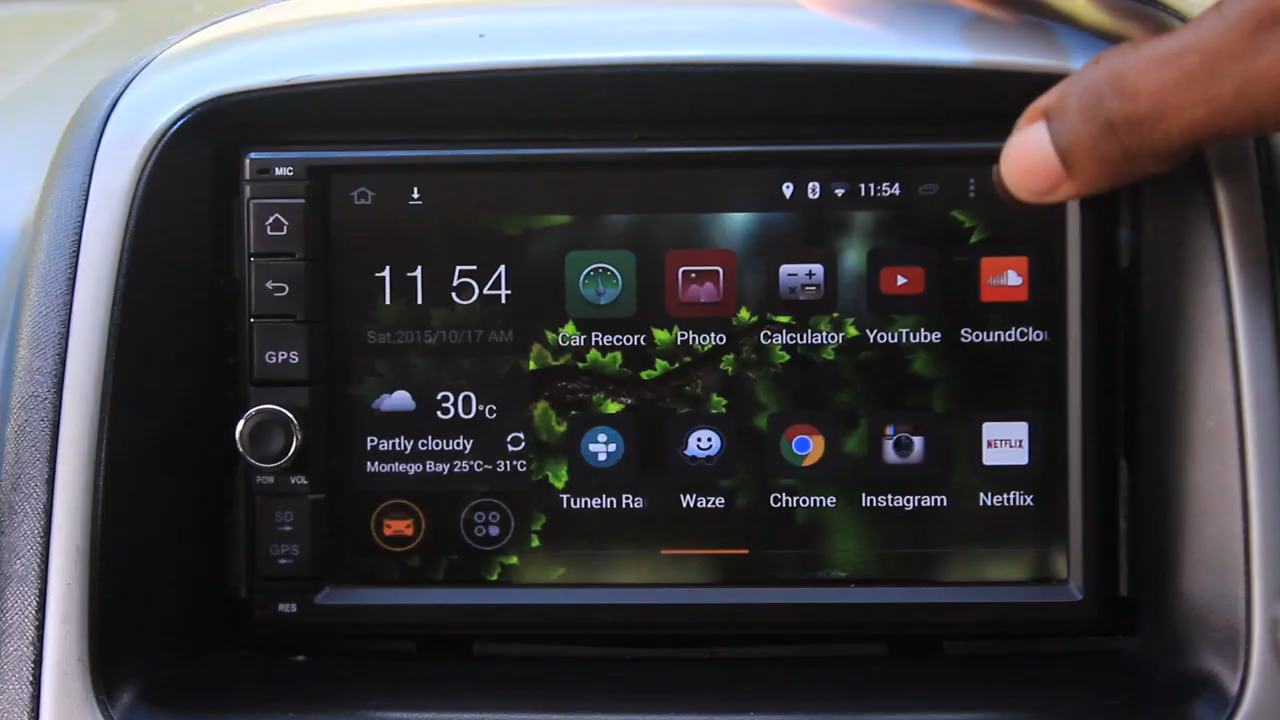 MIC
11:54
GPS
POW VOL
SD
GPS
RES
11 54
Sat,2015/10/17 AM
30°C
Partly cloudy
Montego Bay 25°C~ 31°C
Car Recorc
Photo
Calculator
YouTube
SoundClou
TuneIn Ra
Waze
Chrome
Instagram
NETFLIX
Netflix